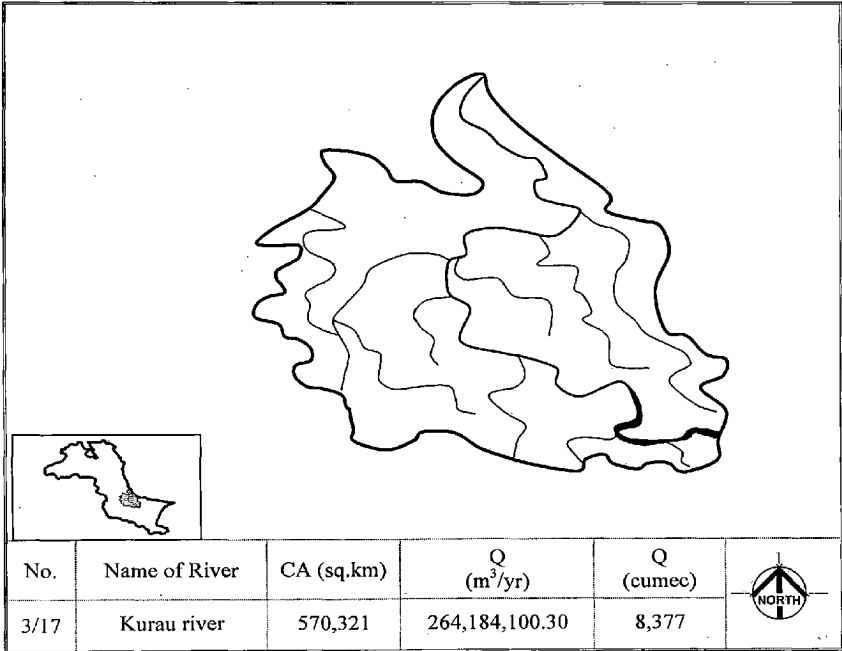 No. Name of River CA (sq.km) Q (m³/yr) Q (cumec)
3/17 Kurau river 570,321 264,184,100.30 8,377
NORTH